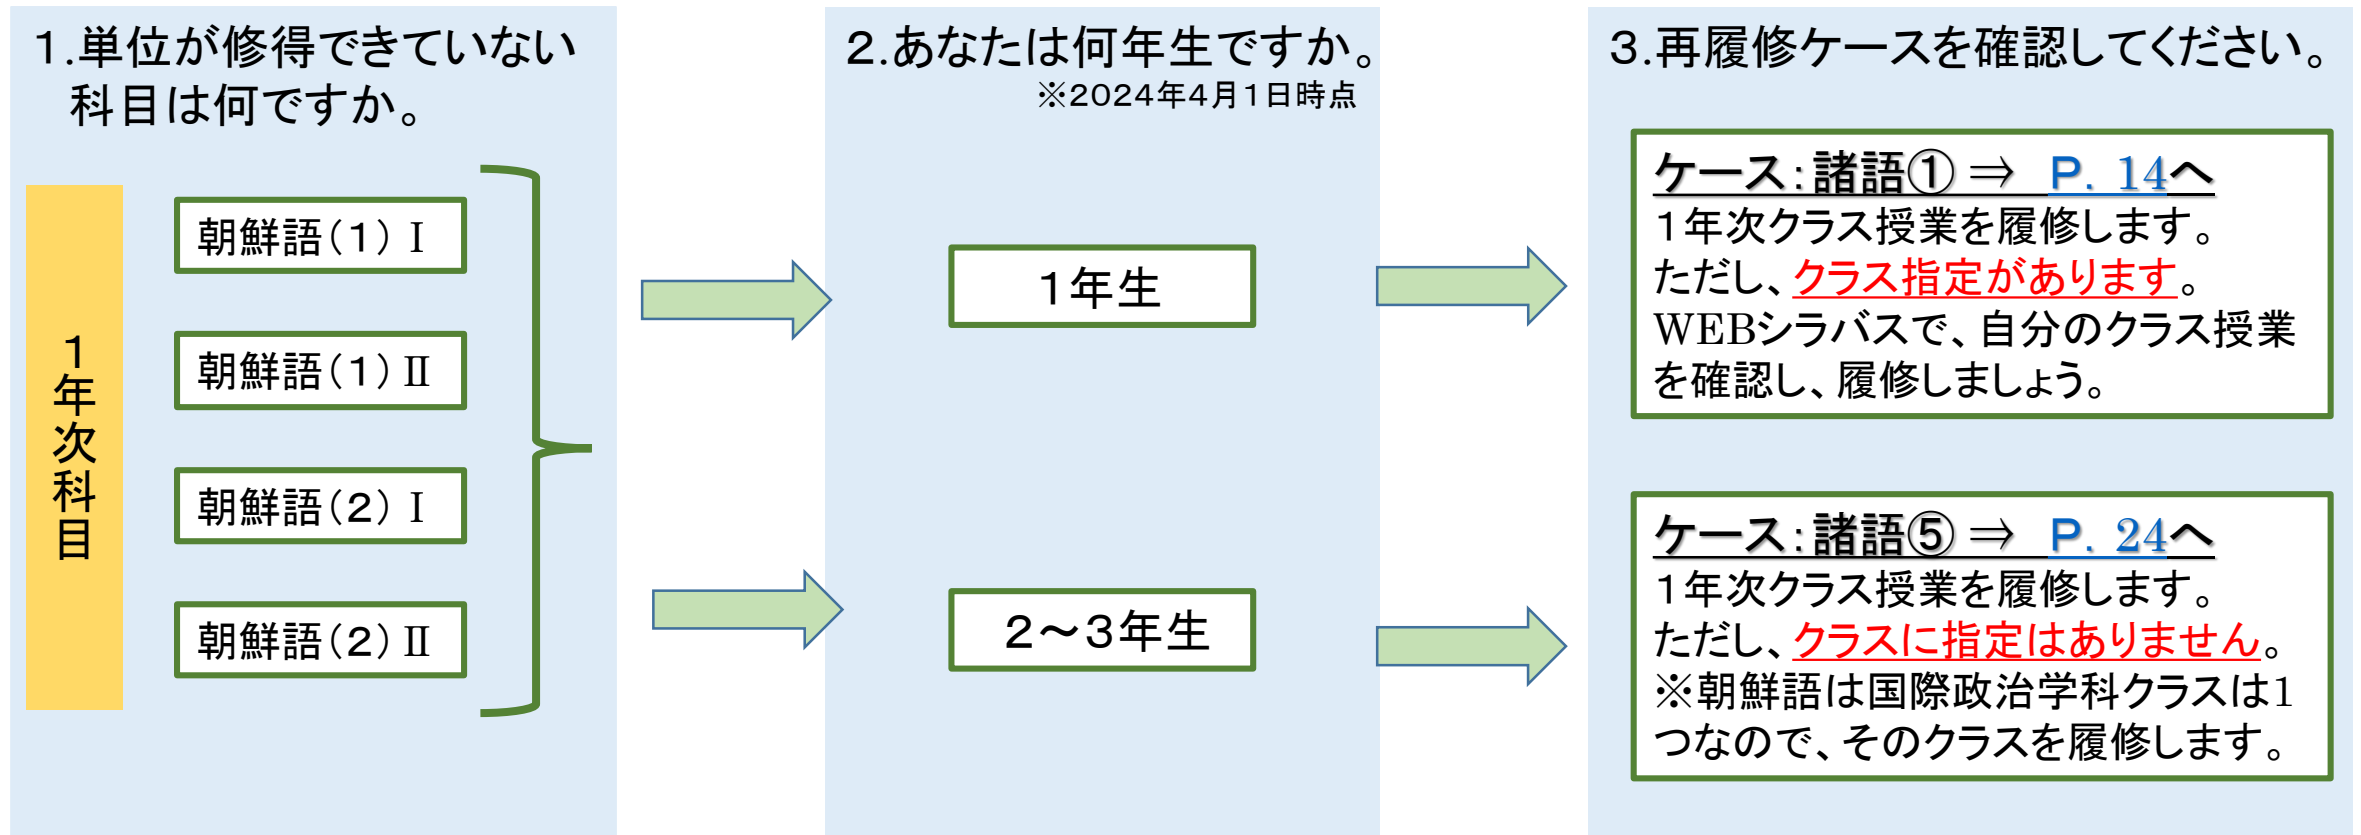 1.単位が修得できていない
科目は何ですか。
1年次科目
朝鮮語(1)Ⅰ
朝鮮語(1)Ⅱ
朝鮮語(2)Ⅰ
朝鮮語(2)Ⅱ
2.あなたは何年生ですか。
※2024年4月1日時点
1年生
2～3年生
3.再履修ケースを確認してください。
ケース:諸語①⇒ P. 14へ
1年次クラス授業を履修します。
ただし、クラス指定があります。
WEBシラバスで、自分のクラス授業
を確認し、履修しましょう。
ケース:諸語⑤⇒ P. 24へ
1年次クラス授業を履修します。
ただし、クラスに指定はありません。
※朝鮮語は国際政治学科クラスは1
つなので、そのクラスを履修します。